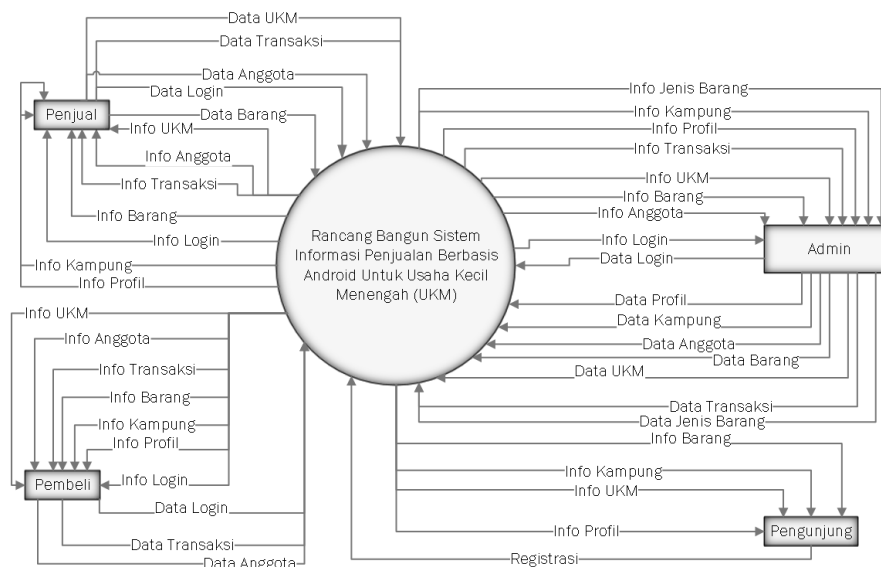 Data UKM
Data Transaksi
Data Anggota
Data Login
Data Barang
Info UKM
Info Anggota
Info Transaksi
Info Barang
Info Login
Info Kampung
Info Profil
Penjual
Info Jenis Barang
Info Kampung
Info Profil
Info Transaksi
Info UKM
Info Barang
Info Anggota
Info Login
Data Login
Admin
Data Profil
Data Kampung
Data Anggota
Data Barang
Data UKM
Data Transaksi
Data Jenis Barang
Rancang Bangun Sistem
Informasi Penjualan Berbasis
Android Untuk Usaha Kecil
Menengah (UKM)
Info UKM
Info Anggota
Info Transaksi
Info Barang
Info Kampung
Info Profil
Info Login
Pembeli
Data Login
Data Transaksi
Data Anggota
Info Barang
Info Kampung
Info UKM
Info Profil
Pengunjung
Registrasi